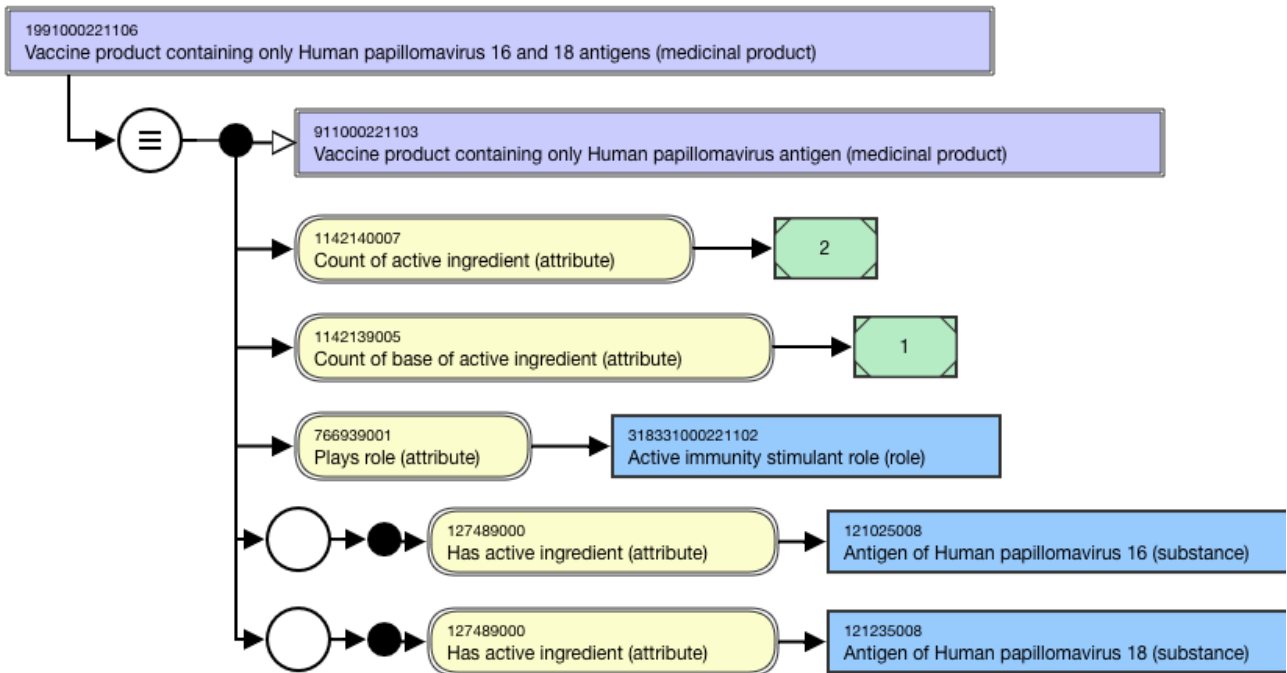 1991000221106
Vaccine product containing only Human papillomavirus 16 and 18 antigens (medicinal product)
911000221103
Vaccine product containing only Human papillomavirus antigen (medicinal product)
1142140007
Count of active ingredient (attribute)
2
1142139005
Count of base of active ingredient (attribute)
1
766939001
Plays role (attribute)
318331000221102
Active immunity stimulant role (role)
127489000
Has active ingredient (attribute)
121025008
Antigen of Human papillomavirus 16 (substance)
127489000
Has active ingredient (attribute)
121235008
Antigen of Human papillomavirus 18 (substance)